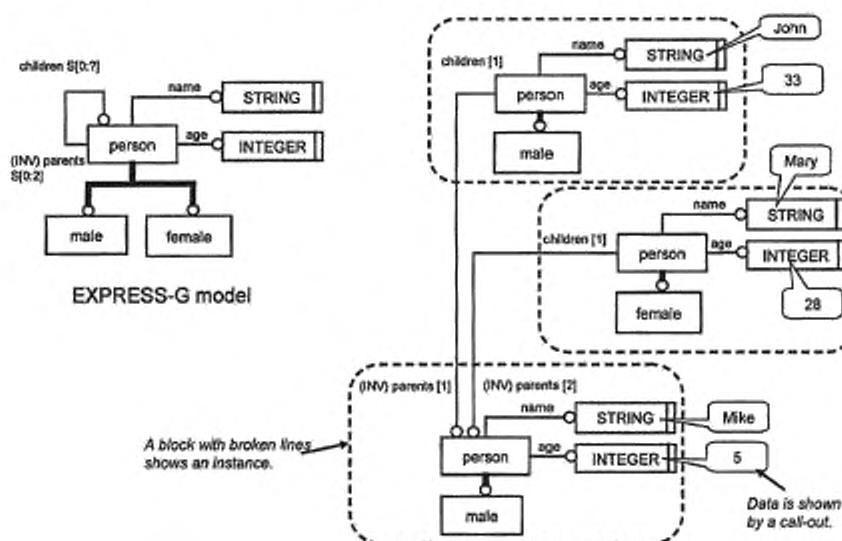 children S[0:?]
name
STRING
person
age
INTEGER
(INV) parents
S[0:2]
male
female
EXPRESS-G model
John
name
STRING
children [1]
33
person
age
INTEGER
male
Mary
name
STRING
children [1]
person
age
INTEGER
female
28
(INV) parents [1]
(INV) parents [2]
name
STRING
Mike
A block with broken lines
shows an instance.
person
age
INTEGER
5
male
Data is shown
by a call-out.